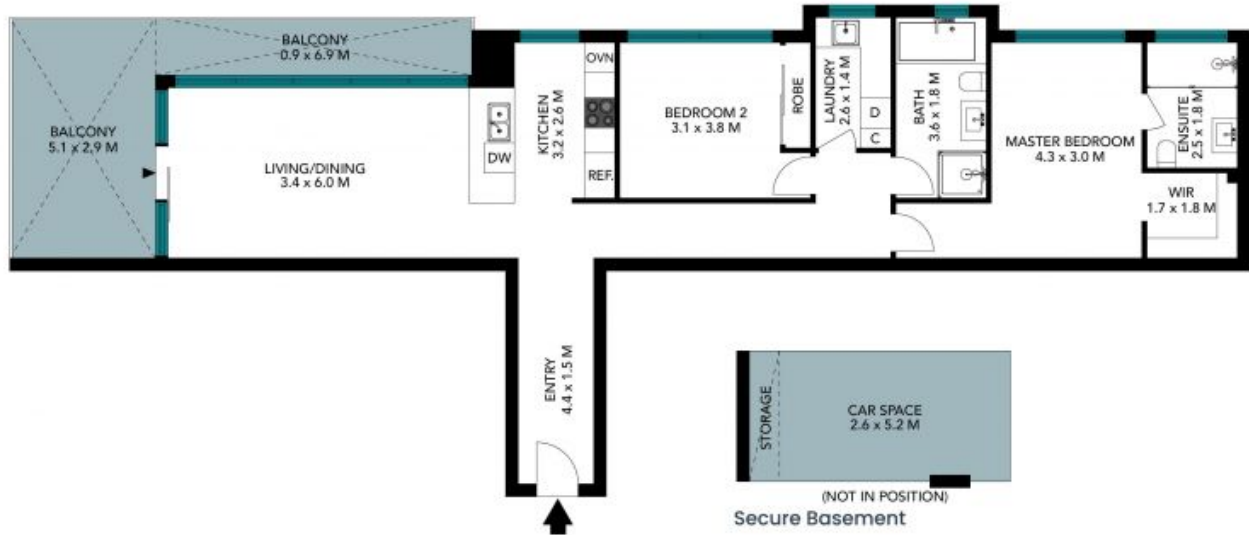 BALCONY
0.9 x 6.9 M
BALCONY
5.1 x 2.9 M
LIVING/DINING
3.4 x 6.0 M
DW
KITCHEN
3.2 x 2.6 M
OVN
REF.
BEDROOM 2
3.1 x 3.8 M
ROBE
LAUNDRY
2.6 x 1.4 M
D
C
BATH
3.6 x 1.8 M
MASTER BEDROOM
4.3 x 3.0 M
ENSUITE
2.5 x 1.8 M
WIR
1.7 x 1.8 M
ENTRY
4.4 x 1.5 M
STORAGE
CAR SPACE
2.6 x 5.2 M
(NOT IN POSITION)
Secure Basement